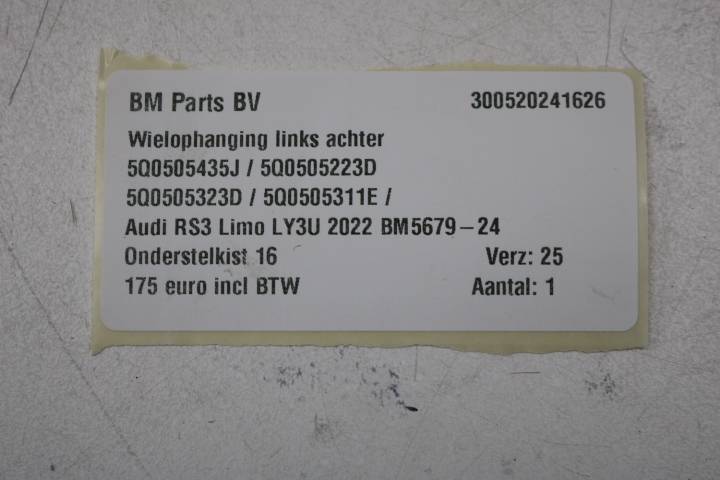 BM Parts BV 300520241626
Wielophanging links achter
5Q0505435J / 5Q0505223D
5Q0505323D / 5Q0505311E /
Audi RS3 Limo LY3U 2022 BM5679-24
Onderstelkist 16 Verz: 25
175 euro incl BTW Aantal: 1